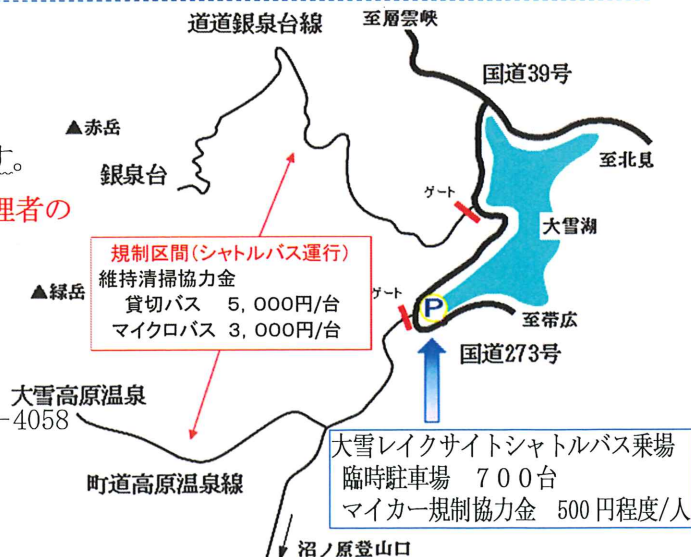 道道銀泉台線
至層雲峡
国道39号
▲赤岳
す。
至北見
銀泉台
ゲート
理者の
大雪湖
規制区間(シャトルバス運行)
維持清掃協力金
貸切バス 5,000円/台
マイクロバス 3,000円/台
▲緑岳
ゲート
P
至帯広
国道273号
大雪高原温泉
-4058
大雪レイクサイトシャトルバス乗場
臨時駐車場 700台
マイカー規制協力金 500円程度/人
町道高原温泉線
沼ノ原登山口